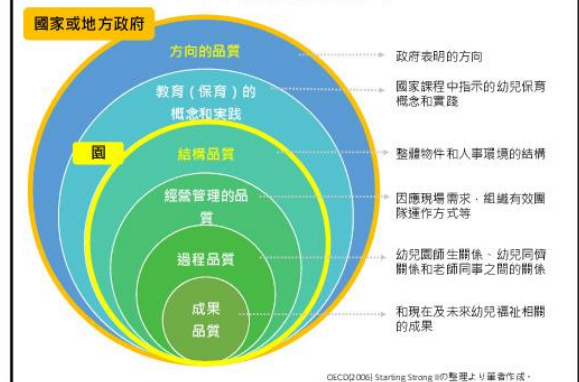 國家或地方政府
方向的品質
政府表明的方向
教育(保育)的
概念和実践
國家課程中指示的幼兒保育
概念和實踐
園
結構品質
整體物件和人事環境的結構
經營管理的品
質
因應現場需求,組織有效團
隊運作方式等
過程品質
幼兒園師生關係、幼兒同儕
關係和老師同事之間的關係
成果
品質
和現在及未來幼兒福祉相關
的成果
OECD(2006) Starting Strong IIの整理より筆者作成。